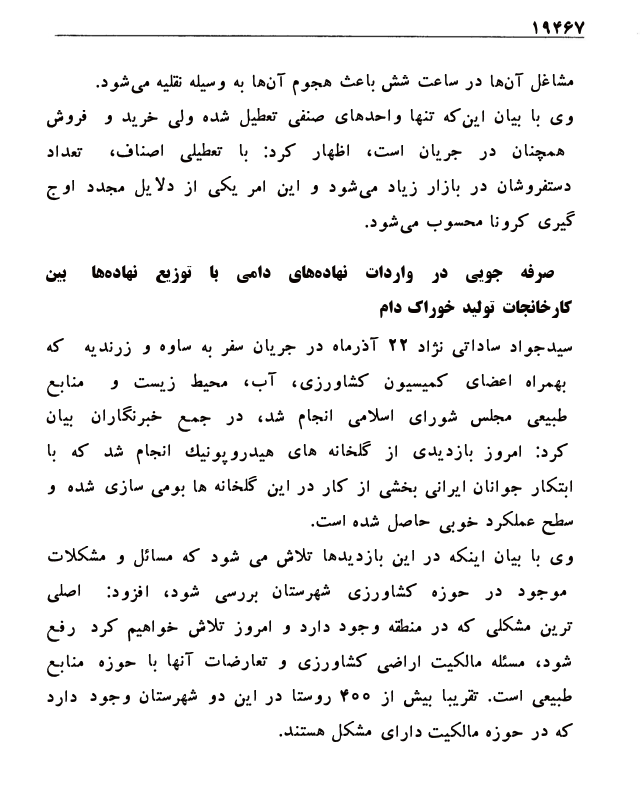 ۱۹۴۶۷
مشاغل آن‌ها در ساعت شش باعث هجوم آن‌ها به وسیله نقلیه می‌شود.
وی با بیان این‌که تنها واحدهای صنفی تعطیل شده ولی خرید و فروش
همچنان در جریان است، اظهار کرد: با تعطیلی اصناف، تعداد
دستفروشان در بازار زیاد می‌شود و این امر یکی از دلایل مجدد اوج
گیری کرونا محسوب می‌شود.
صرفه جویی در واردات نهاده‌های دامی با توزیع نهاده‌ها بین
کارخانجات تولید خوراک دام
سیدجواد ساداتی نژاد ۲۲ آذرماه در جریان سفر به ساوه و زرندیه که
بهمراه اعضای کمیسیون کشاورزی، آب، محیط زیست و منابع
طبیعی مجلس شورای اسلامی انجام شد، در جمع خبرنگاران بیان
کرد: امروز بازدیدی از گلخانه های هیدروپونیك انجام شد که با
ابتکار جوانان ایرانی بخشی از کار در این گلخانه ها بومی سازی شده و
سطح عملکرد خوبی حاصل شده است.
وی با بیان اینکه در این بازدیدها تلاش می شود که مسائل و مشکلات
موجود در حوزه کشاورزی شهرستان بررسی شود، افزود: اصلی
ترین مشکلی که در منطقه وجود دارد و امروز تلاش خواهیم کرد رفع
شود، مسئله مالکیت اراضی کشاورزی و تعارضات آنها با حوزه منابع
طبیعی است. تقریبا بیش از ۴۰۰ روستا در این دو شهرستان وجود دارد
که در حوزه مالکیت دارای مشکل هستند.